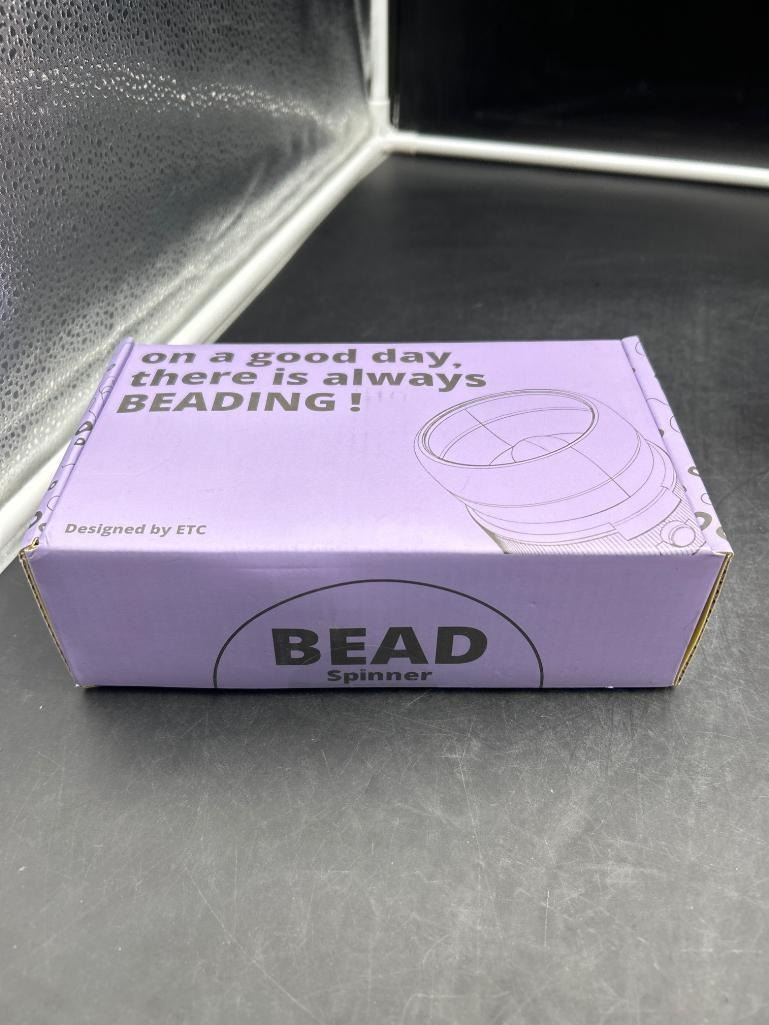 on a good day,
there is always
BEADING !
Designed by ETC
BEAD
Spinner